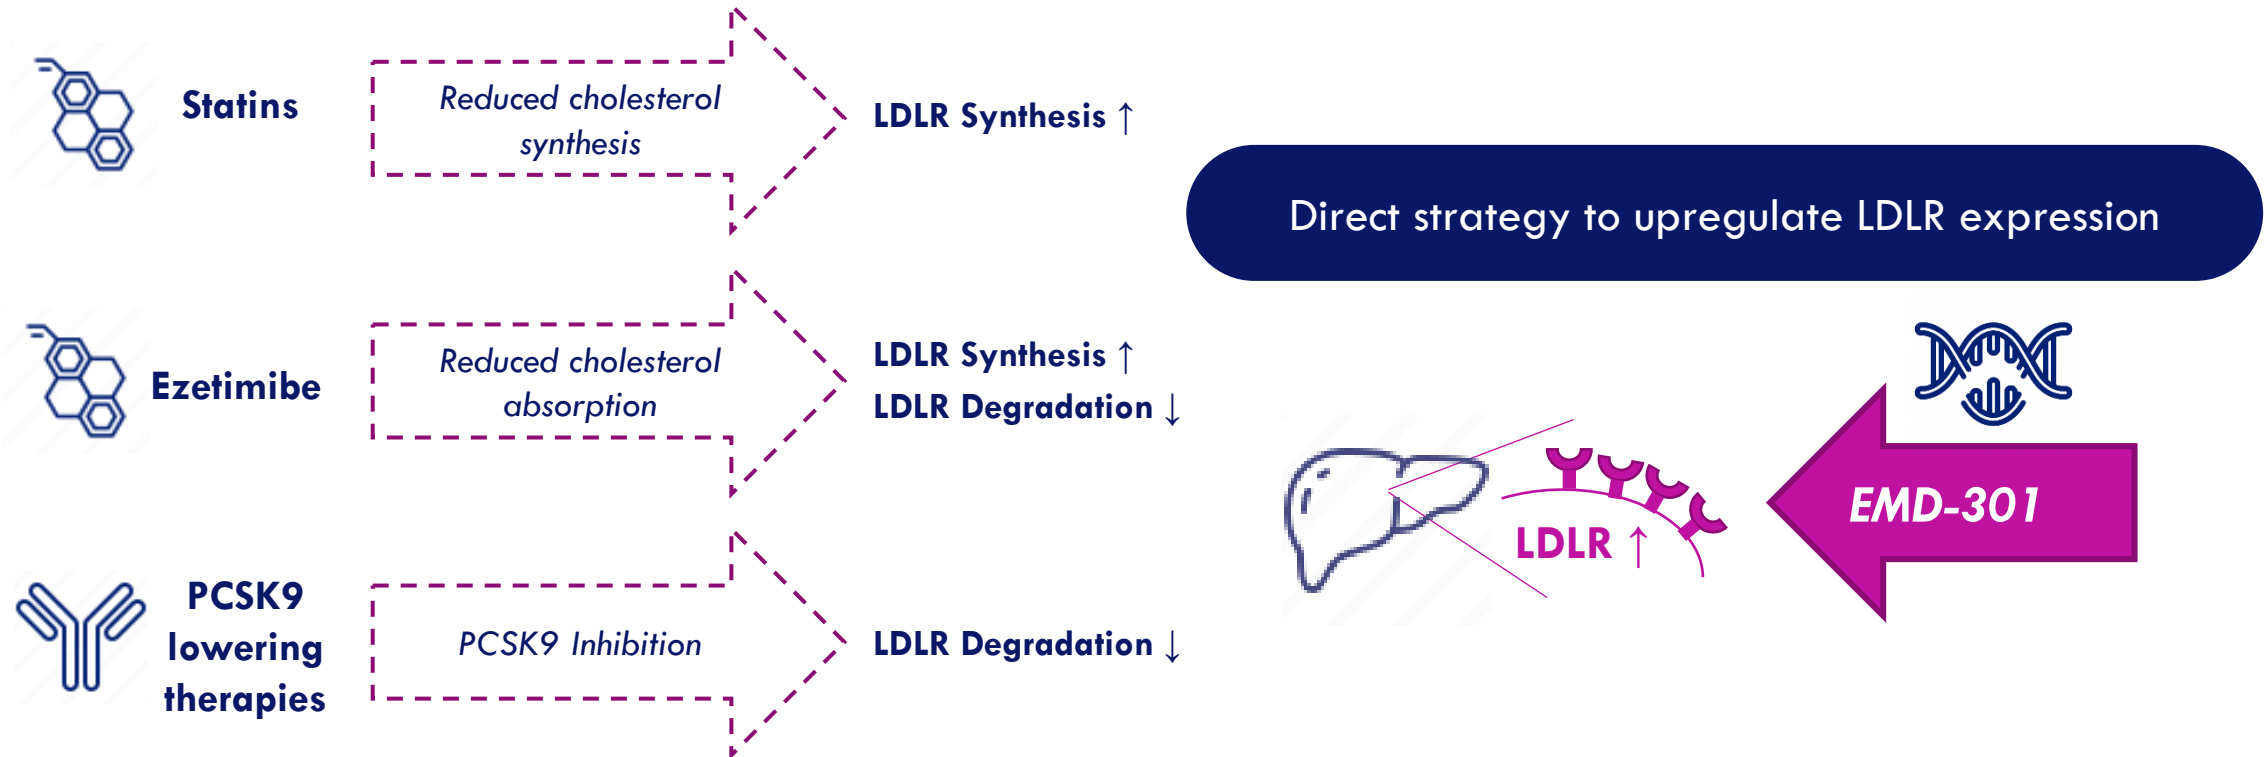 Statins
Reduced cholesterol
synthesis
LDLR Synthesis ↑
Ezetimibe
Reduced cholesterol
absorption
LDLR Synthesis ↑
LDLR Degradation ↓
PCSK9
lowering
therapies
PCSK9 Inhibition
LDLR Degradation ↓
Direct strategy to upregulate LDLR expression
LDLR ↑
EMD-301